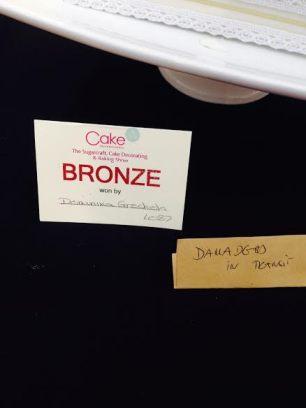 Cake
The Sugarcraft, Cake Decorating
& Baking Show
BRONZE
won by
DAMAGED
IN TRANSIT